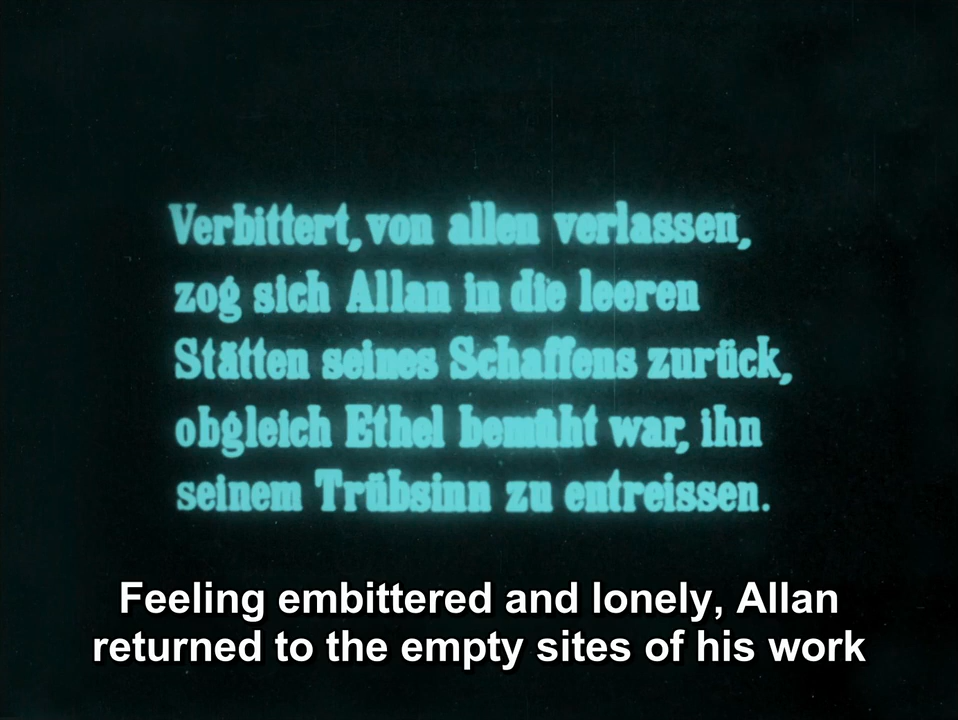 Verbittert, von allen verlassen,
zog sich Allan in die leeren
Stätten seines Schaffens zurück,
obgleich Ethel bemüht war, ihn
seinem Trübsinn zu entreissen.
Feeling embittered and lonely, Allan
returned to the empty sites of his work